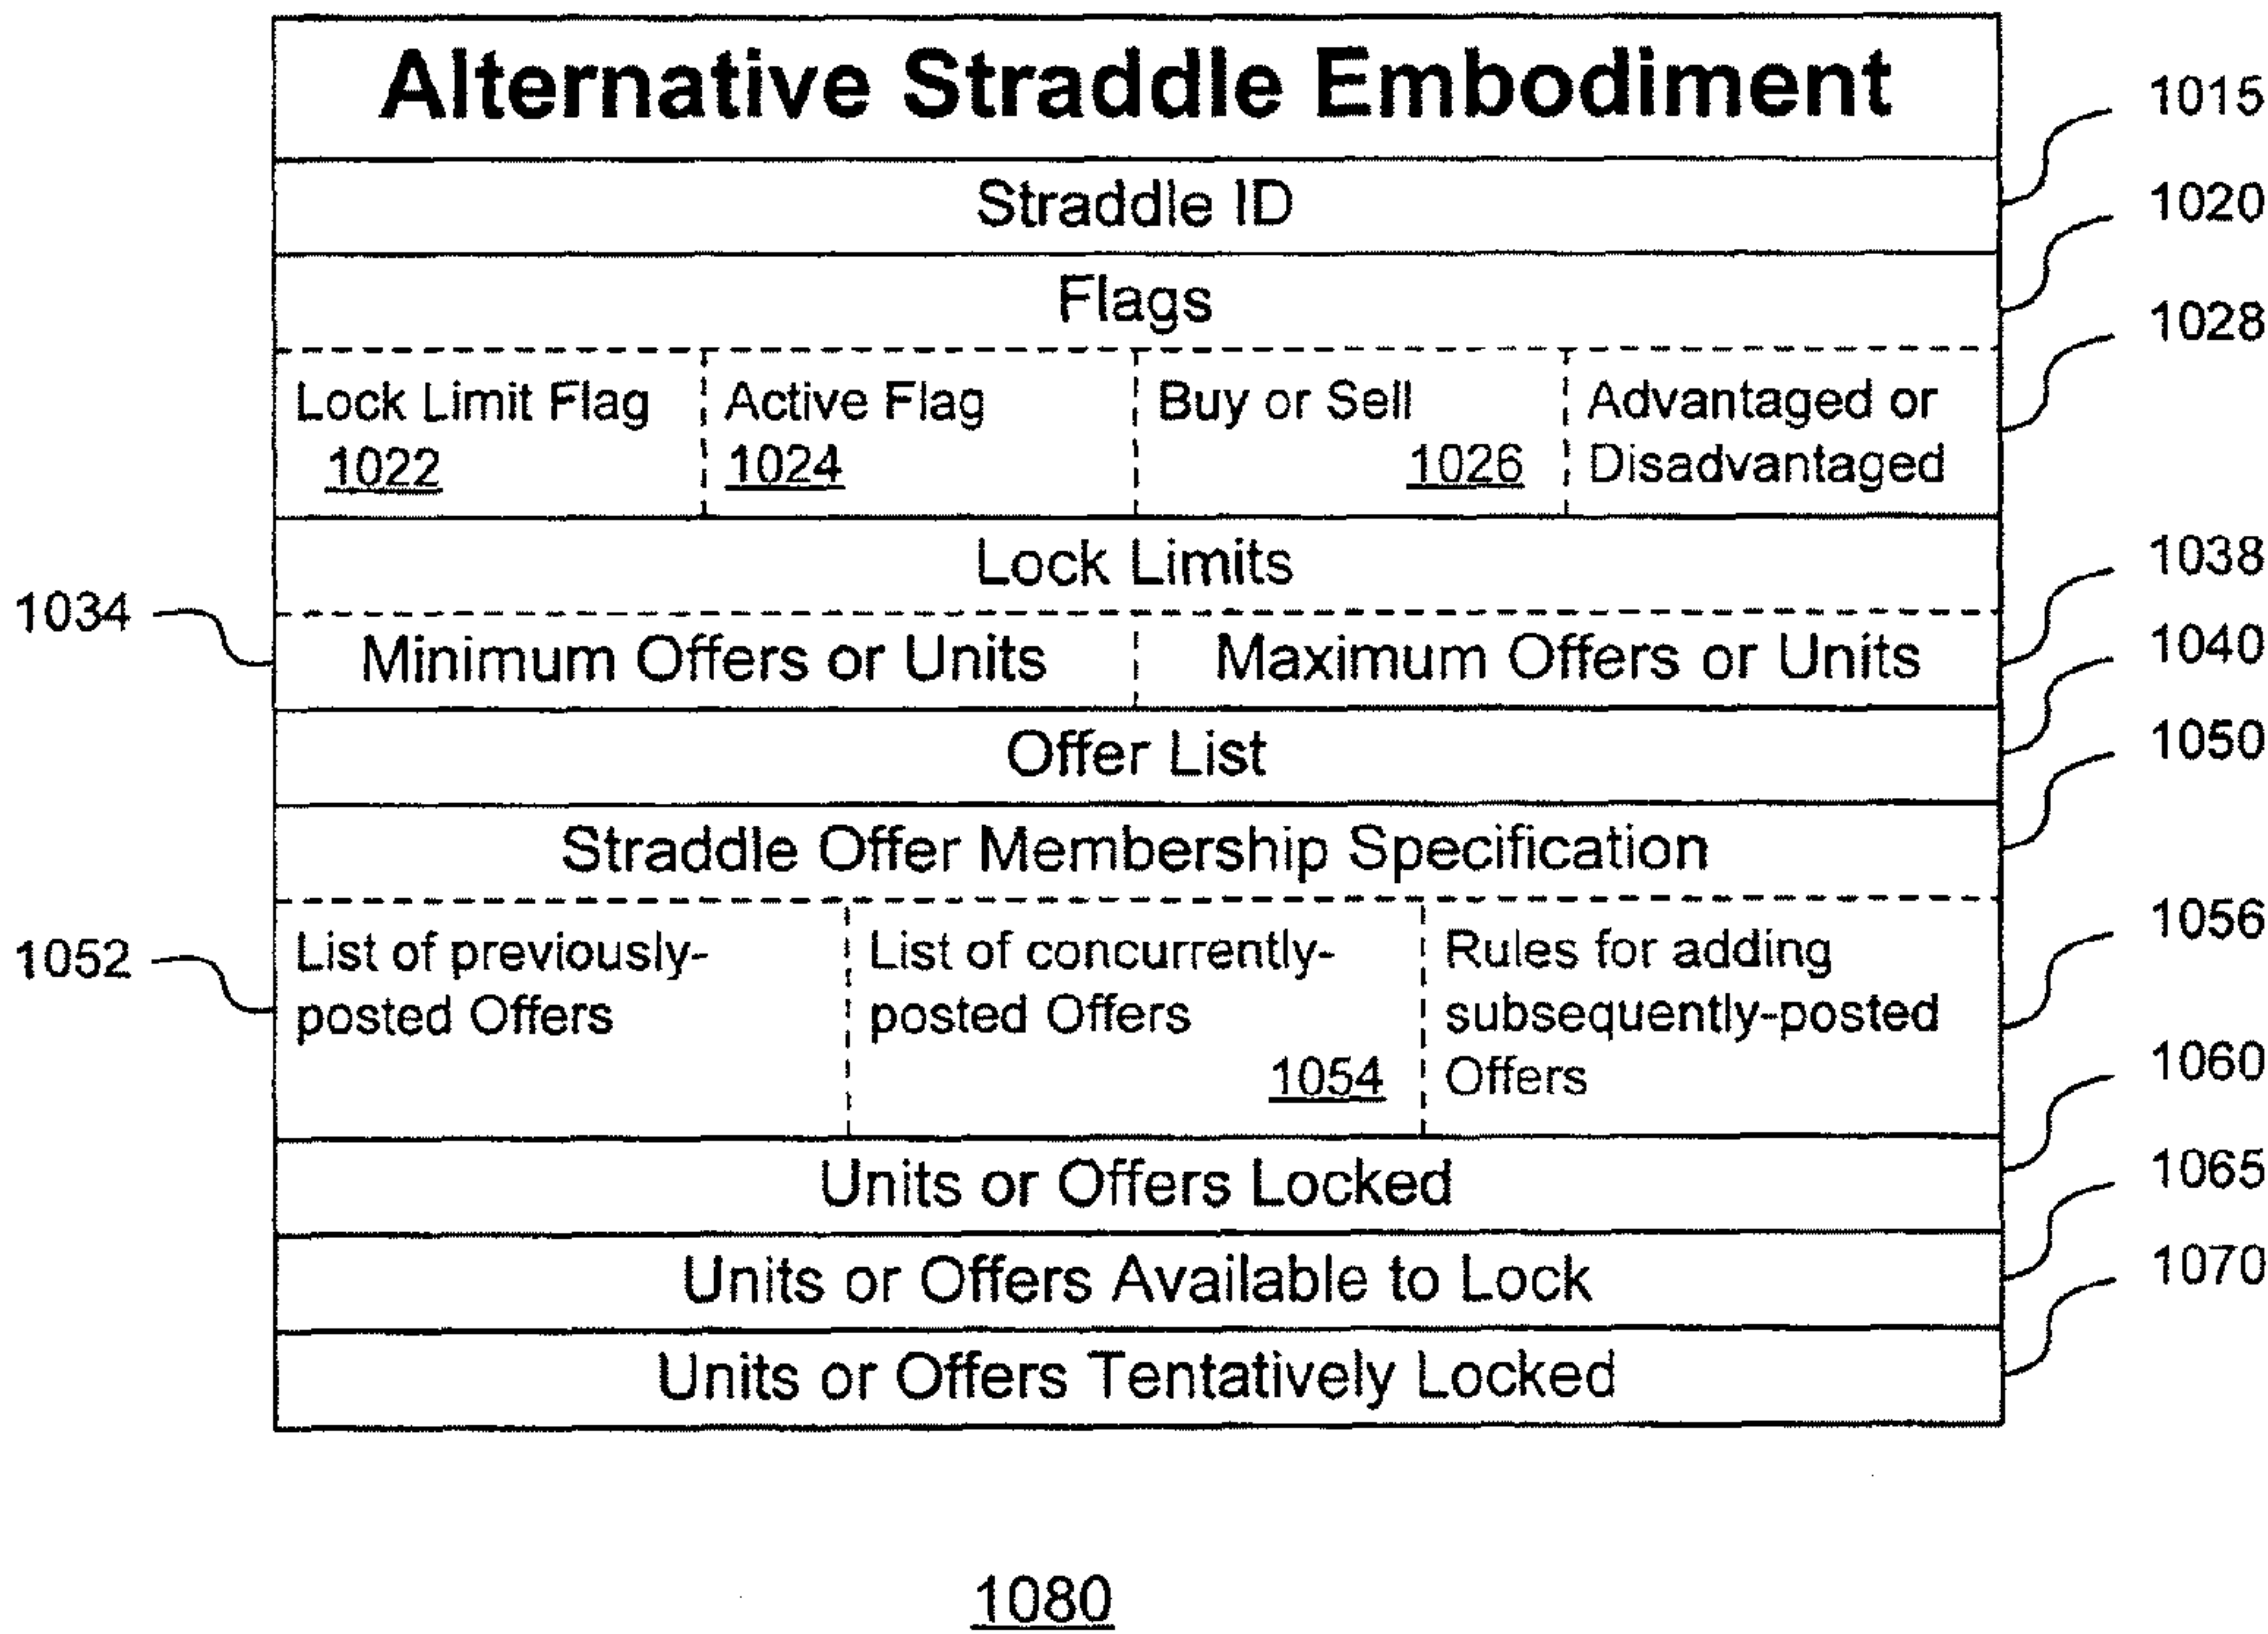 Alternative Straddle Embodiment
1015
Straddle ID
1020
Flags
1028
Lock Limit Flag
1022
Active Flag
1024
Buy or Sell
1026
Advantaged or
Disadvantaged
Lock Limits
1038
1034
Minimum Offers or Units
Maximum Offers or Units
1040
Offer List
1050
Straddle Offer Membership Specification
1056
1052
List of previously-
posted Offers
List of concurrently-
posted Offers
1054
Rules for adding
subsequently-posted
Offers
1060
Units or Offers Locked
1065
Units or Offers Available to Lock
1070
Units or Offers Tentatively Locked
1080